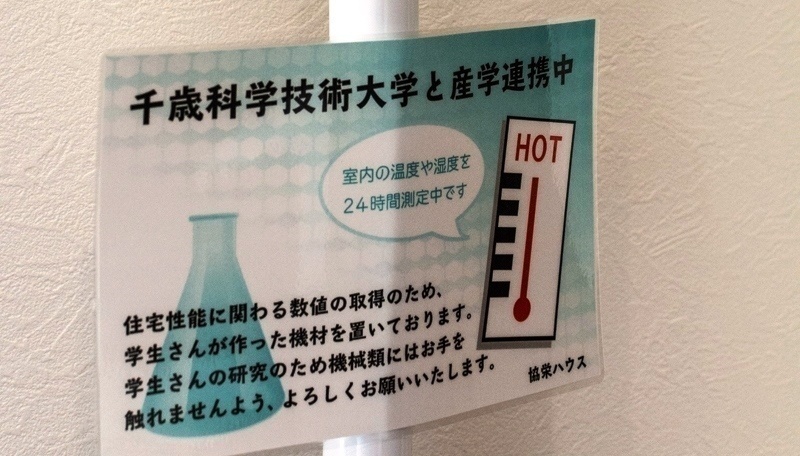 千歳科学技術大学と産学連携中
HOT
室内の温度や湿度を
24時間測定中です
住宅性能に関わる数値の取得のため、
学生さんが作った機材を置いております。
学生さんの研究のため機械類にはお手を
触れませんよう、よろしくお願いいたします。
協栄ハウス